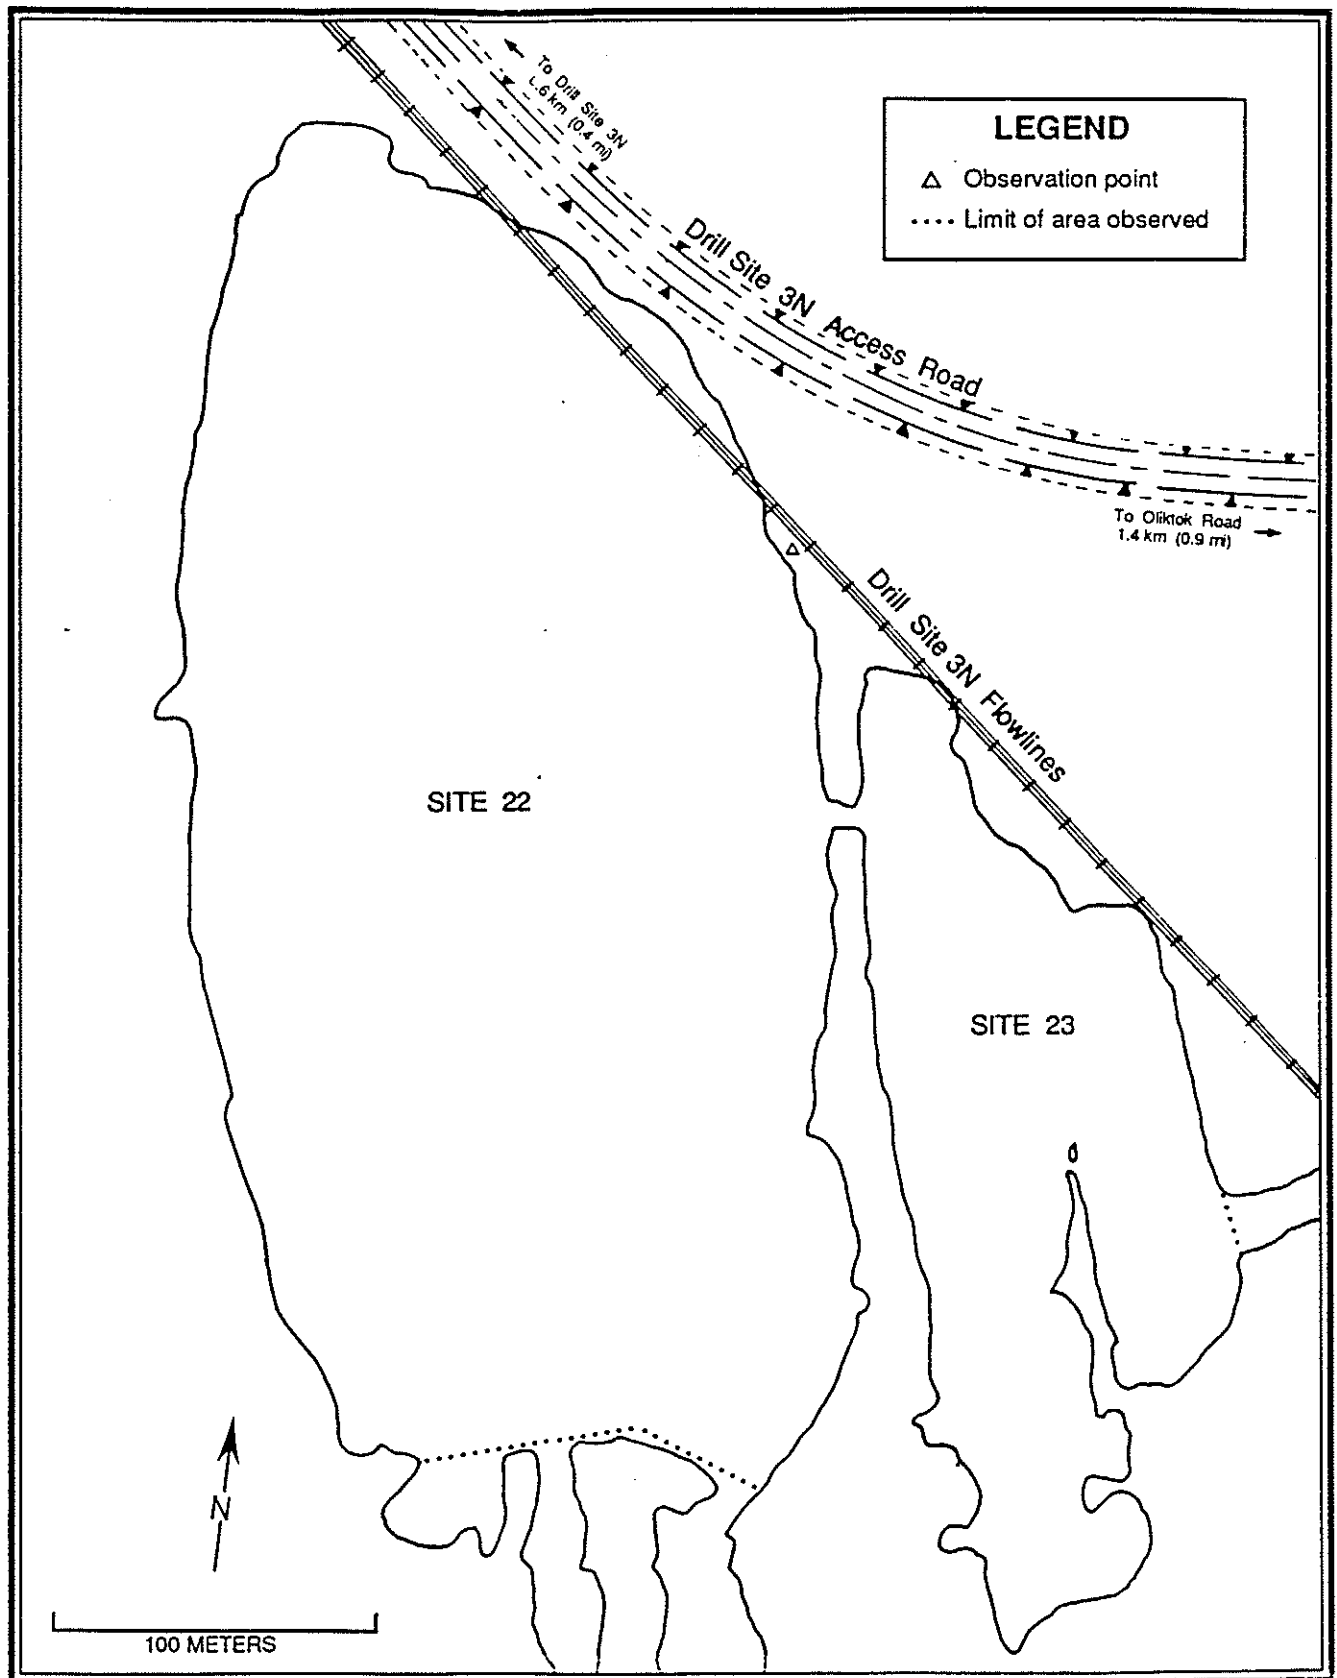 To Drill Site 3N
0.6 km (0.4 mi)
LEGEND
Observation point
Limit of area observed
Drill Site 3N Access Road
To Oliktok Road
1.4 km (0.9 mi)
Drill Site 3N Flowlines
SITE 22
SITE 23
N
100 METERS